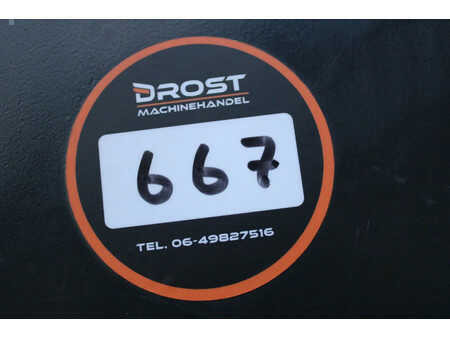 DROST
MACHINEHANDEL
667
TEL. 06-49827516